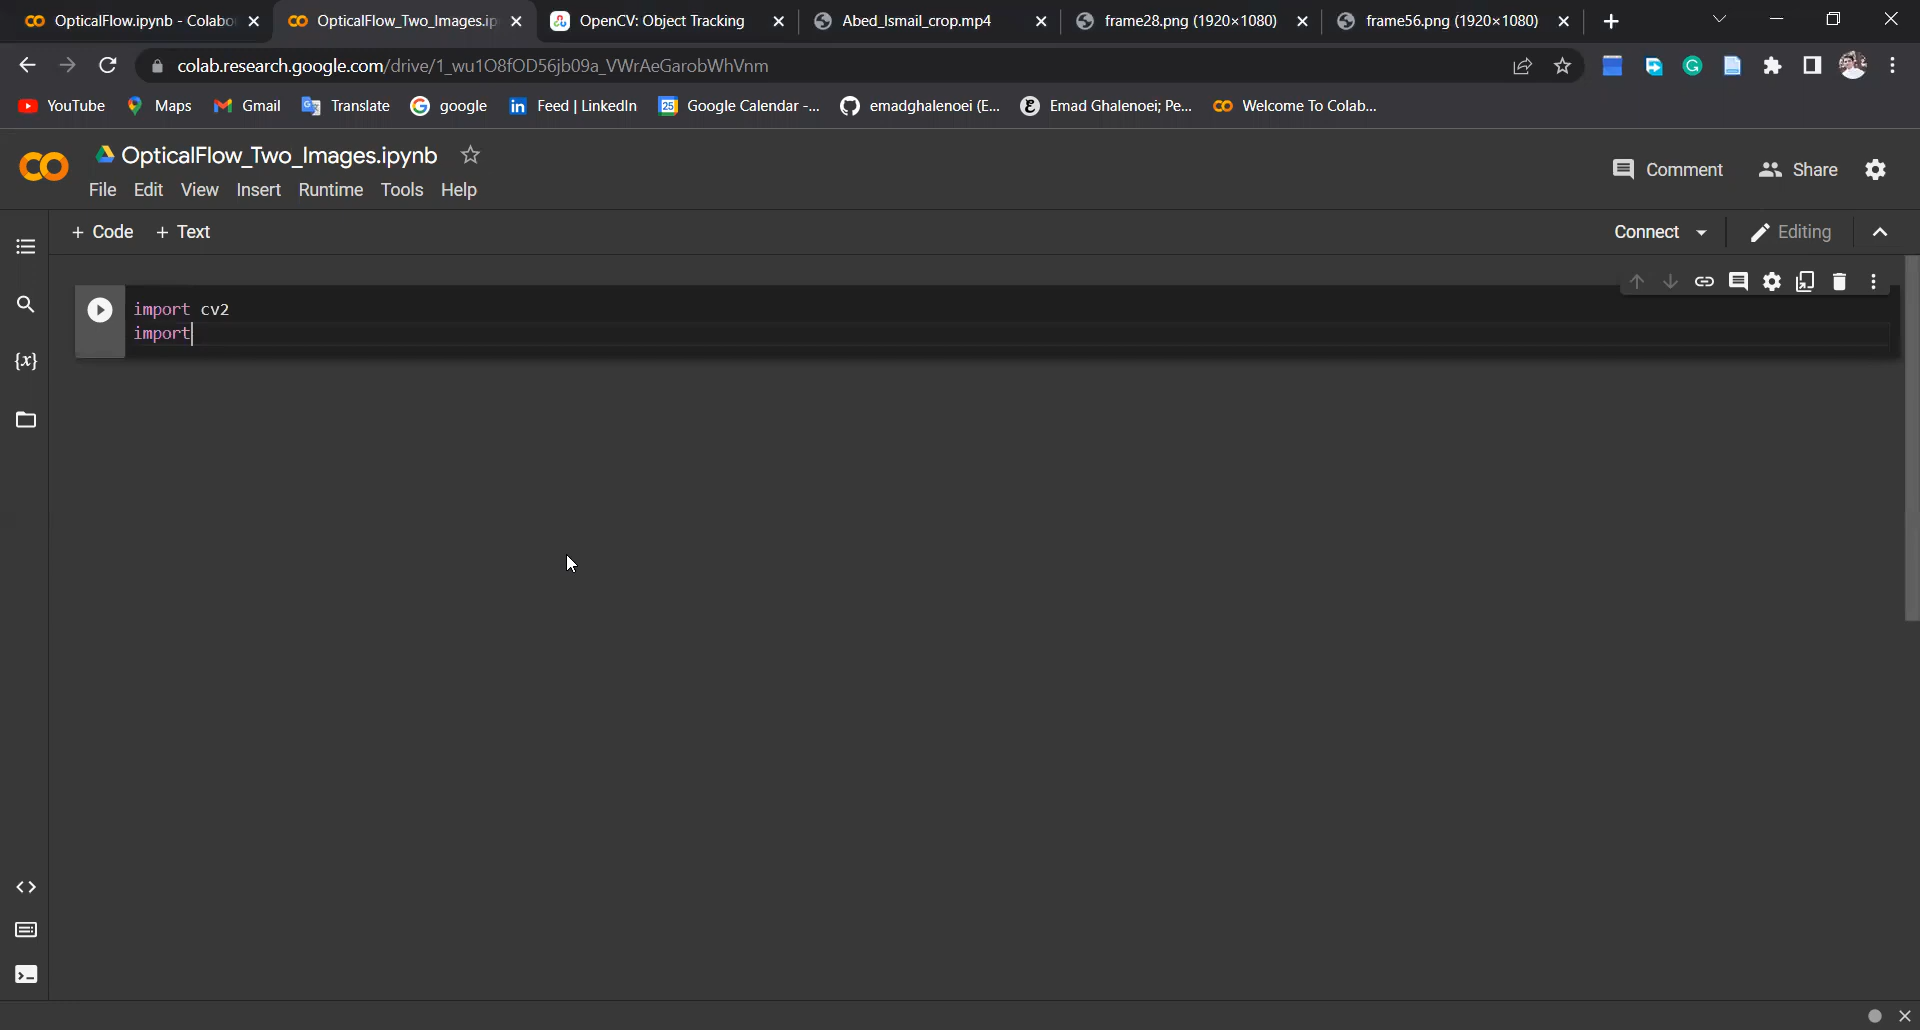 OpticalFlow.ipynb - Colabo
OpticalFlow_Two_Images.ip
OpenCV: Object Tracking
Abed_Ismail_crop.mp4
frame28.png (1920×1080)
frame56.png (1920×1080)
colab.research.google.com/drive/1_wu1O8fOD56jb09a_VWrAeGarobWhVnm
YouTube
Maps
Gmail
Translate
google
Feed | LinkedIn
Google Calendar -...
emadghalenoei (E...
Emad Ghalenoei; Pe...
Welcome To Colab...
OpticalFlow_Two_Images.ipynb
Comment
Share
File Edit View Insert Runtime Tools Help
+ Code + Text
Connect
Editing
import cv2
import
{x}